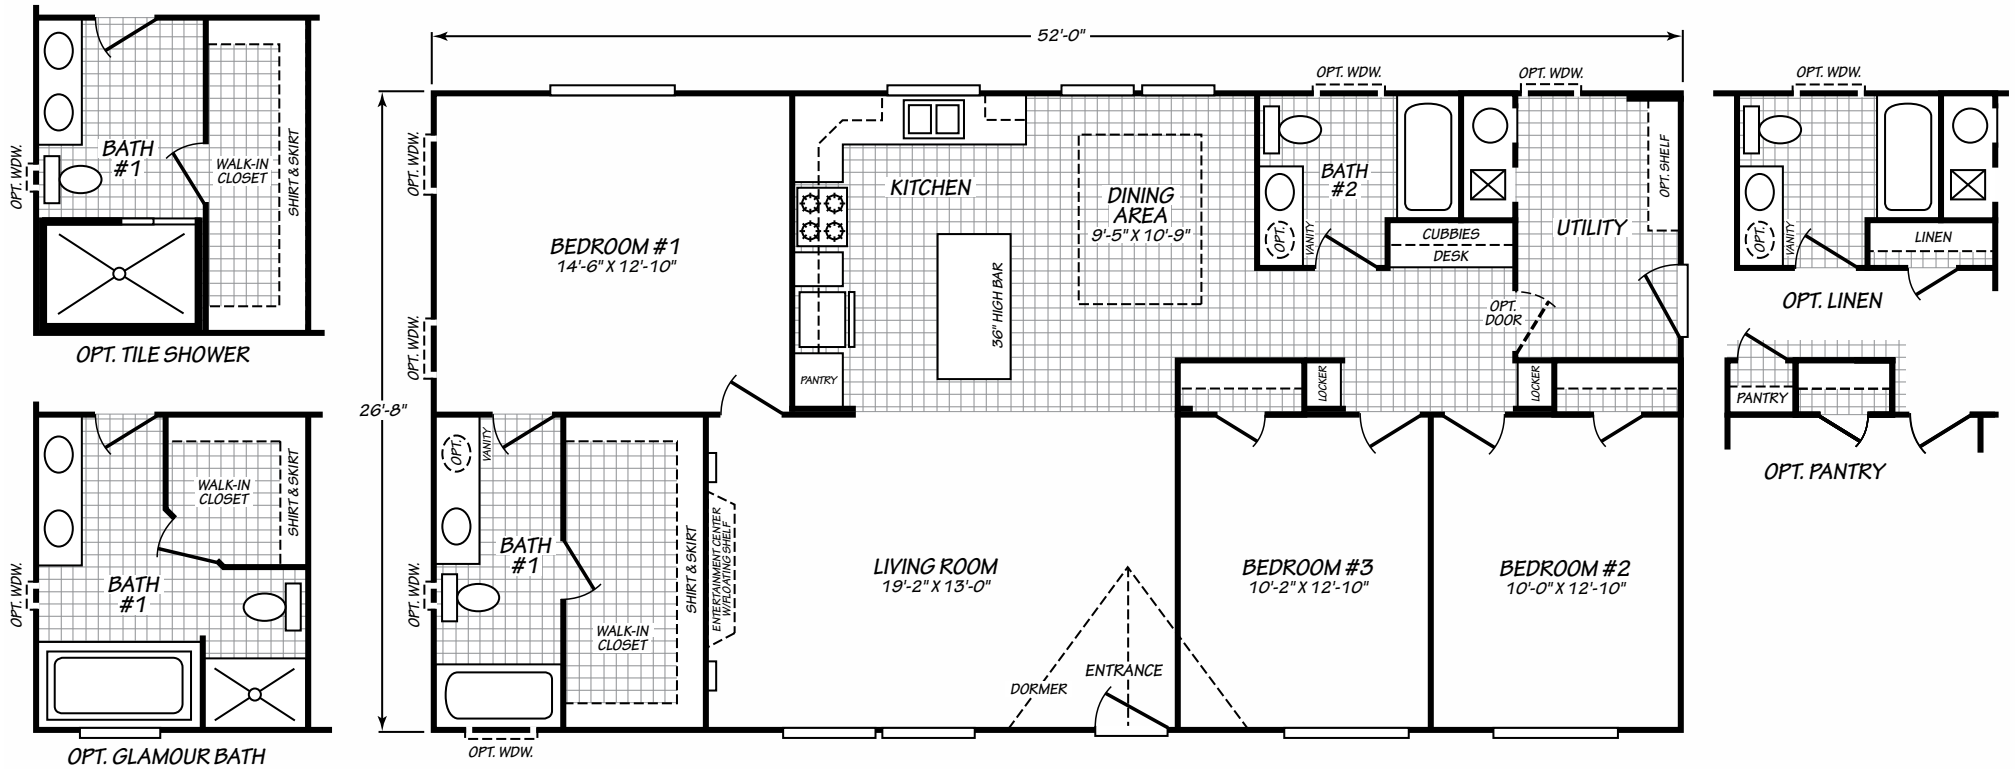 OPT. WDW.
BATH
#1
WALK-IN
CLOSET
SHIRT & SKIRT
OPT. TILE SHOWER
OPT. WDW.
BATH
#1
WALK-IN
CLOSET
SHIRT & SKIRT
OPT. GLAMOUR BATH
52'-0"
26'-8"
OPT. WDW.
OPT. WDW.
BEDROOM #1
14'-6" X 12'-10"
KITCHEN
PANTRY
36" HIGH BAR
DINING
AREA
9'-5" X 10'-9"
OPT. WDW.
BATH
#2
OPT.
VANITY
CUBBIES
DESK
OPT. WDW.
OPT. SHELF
UTILITY
OPT.
DOOR
LOCKER
LOCKER
OPT.
VANITY
BATH
#1
OPT. WDW.
OPT. WDW.
WALK-IN
CLOSET
SHIRT & SKIRT
ENTERTAINMENT CENTER
W/FLOATING SHELF
LIVING ROOM
19'-2" X 13'-0"
DORMER
ENTRANCE
BEDROOM #3
10'-2" X 12'-10"
BEDROOM #2
10'-0" X 12'-10"
OPT. WDW.
OPT.
VANITY
LINEN
OPT. LINEN
PANTRY
OPT. PANTRY